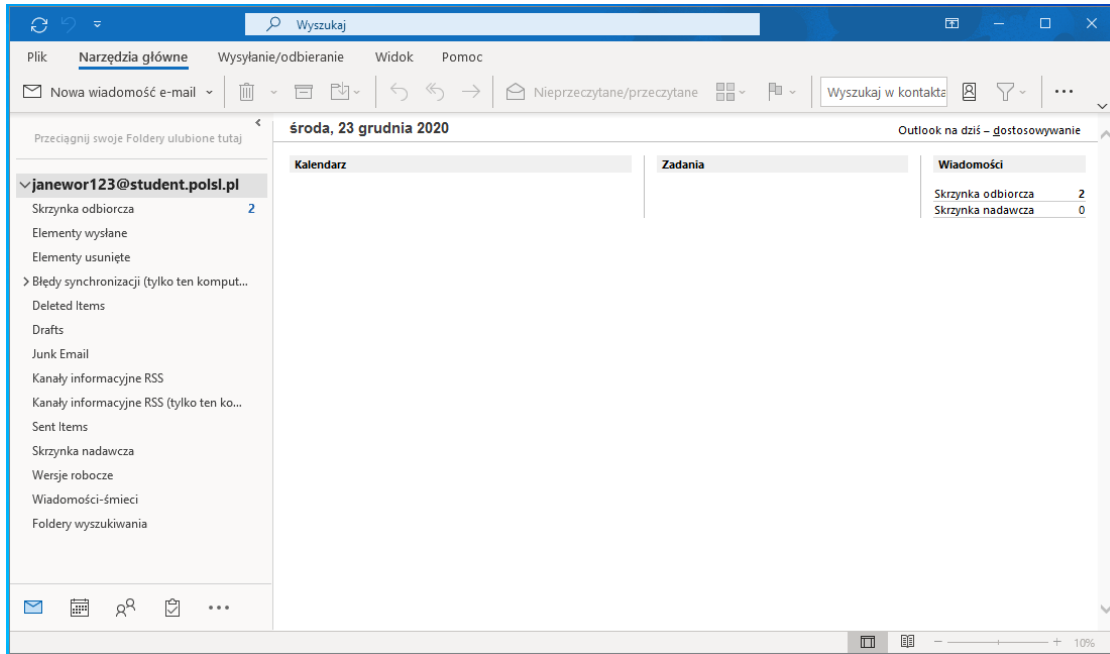 Wyszukaj
Plik Narzędzia główne Wysyłanie/odbieranie Widok Pomoc
Nowa wiadomość e-mail Nieprzeczytane/przeczytane Wyszukaj w kontakta
Przeciągnij swoje Foldery ulubione tutaj
janewor123@student.polsl.pl
Skrzynka odbiorcza 2
Elementy wysłane
Elementy usunięte
Błędy synchronizacji (tylko ten komput...
Deleted Items
Drafts
Junk Email
Kanały informacyjne RSS
Kanały informacyjne RSS (tylko ten ko...
Sent Items
Skrzynka nadawcza
Wersje robocze
Wiadomości-śmieci
Foldery wyszukiwania
środa, 23 grudnia 2020 Outlook na dziś – dostosowywanie
Kalendarz Zadania Wiadomości
Skrzynka odbiorcza 2
Skrzynka nadawcza 0
10%